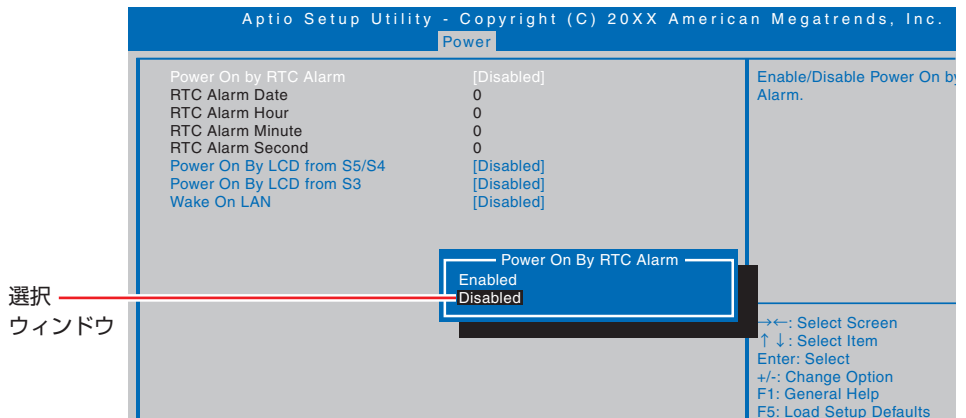 Aptio Setup Utility - Copyright (C) 20XX American Megatrends, Inc.
Power
Power On by RTC Alarm [Disabled]
RTC Alarm Date 0
RTC Alarm Hour 0
RTC Alarm Minute 0
RTC Alarm Second 0
Power On By LCD from S5/S4 [Disabled]
Power On By LCD from S3 [Disabled]
Wake On LAN [Disabled]
Enable/Disable Power On by
Alarm.
Power On By RTC Alarm
Enabled
Disabled
選択
ウィンドウ
→←: Select Screen
↑↓: Select Item
Enter: Select
+/-: Change Option
F1: General Help
F5: Load Setup Defaults